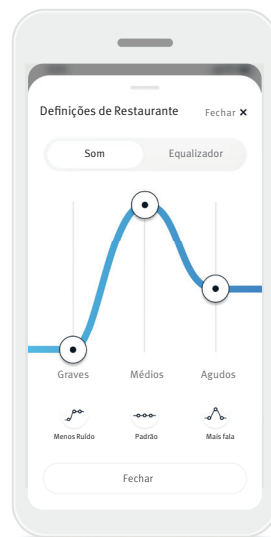 Definições de Restaurante Fechar ×
Som Equalizador
Graves Médios Agudos
Menos Ruído Padrão Mais fala
Fechar